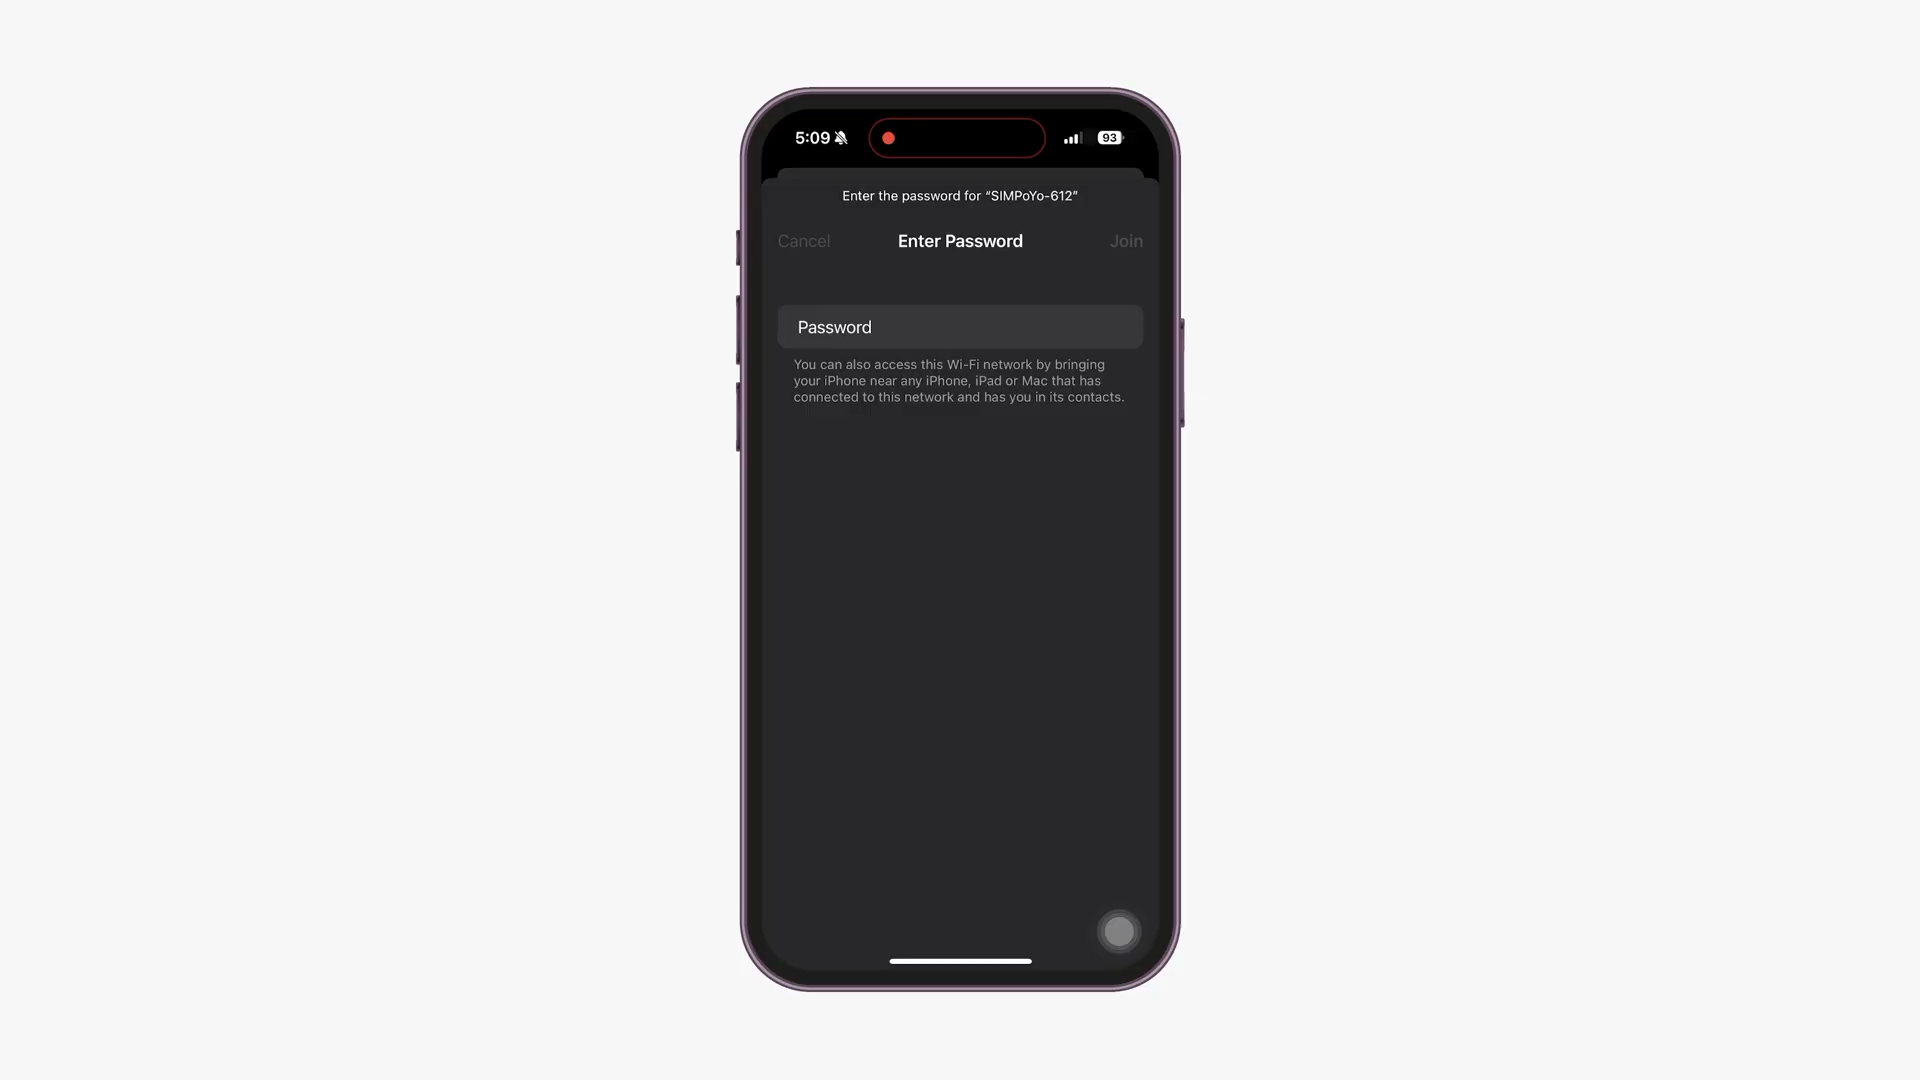 5:09
93
Enter the password for “SIMPoYo-612”
Cancel
Enter Password
Join
Password
You can also access this Wi-Fi network by bringing
your iPhone near any iPhone, iPad or Mac that has
connected to this network and has you in its contacts.